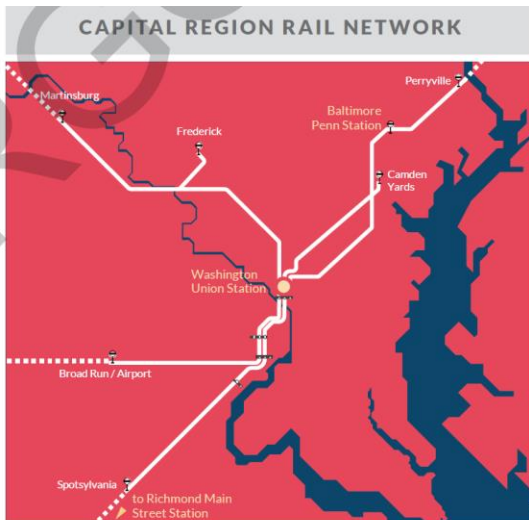 CAPITAL REGION RAIL NETWORK
Perryville
Martinsburg
Baltimore
Penn Station
Frederick
Camden
Yards
Washington
Union Station
Broad Run / Airport
Spotsylvania
to Richmond Main
Street Station